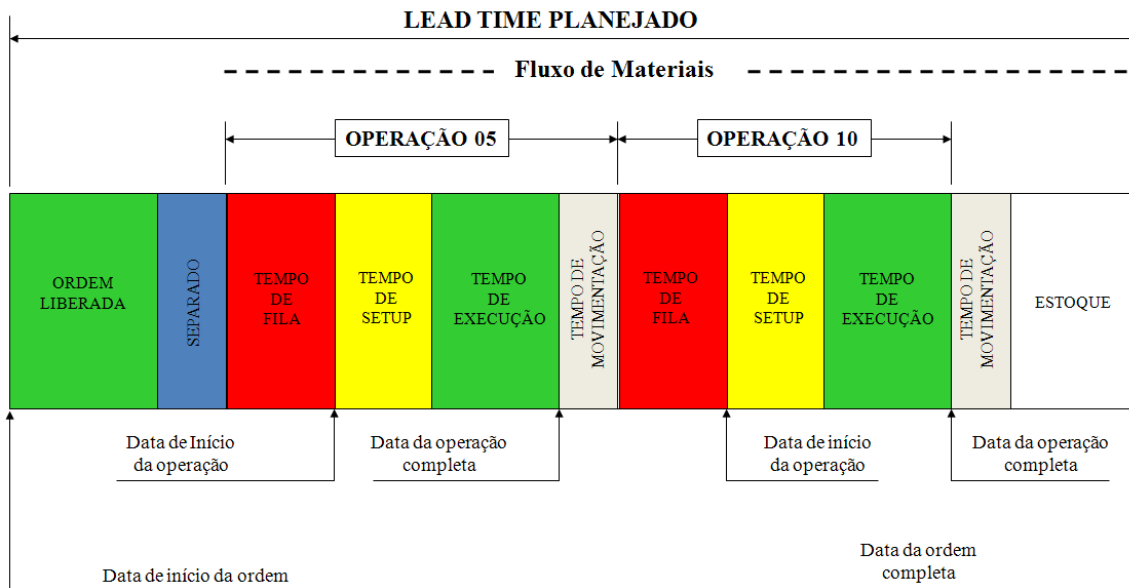 LEAD TIME PLANEJADO
Fluxo de Materiais
OPERAÇÃO 05
OPERAÇÃO 10
ORDEM
LIBERADA
SEPARADO
TEMPO
DE
FILA
TEMPO
DE
SETUP
TEMPO
DE
EXECUÇÃO
TEMPO DE
MOVIMENTAÇÃO
TEMPO
DE
FILA
TEMPO
DE
SETUP
TEMPO
DE
EXECUÇÃO
TEMPO DE
MOVIMENTAÇÃO
ESTOQUE
Data de Início
da operação
Data da operação
completa
Data de início
da operação
Data da operação
completa
Data de início da ordem
Data da ordem
completa